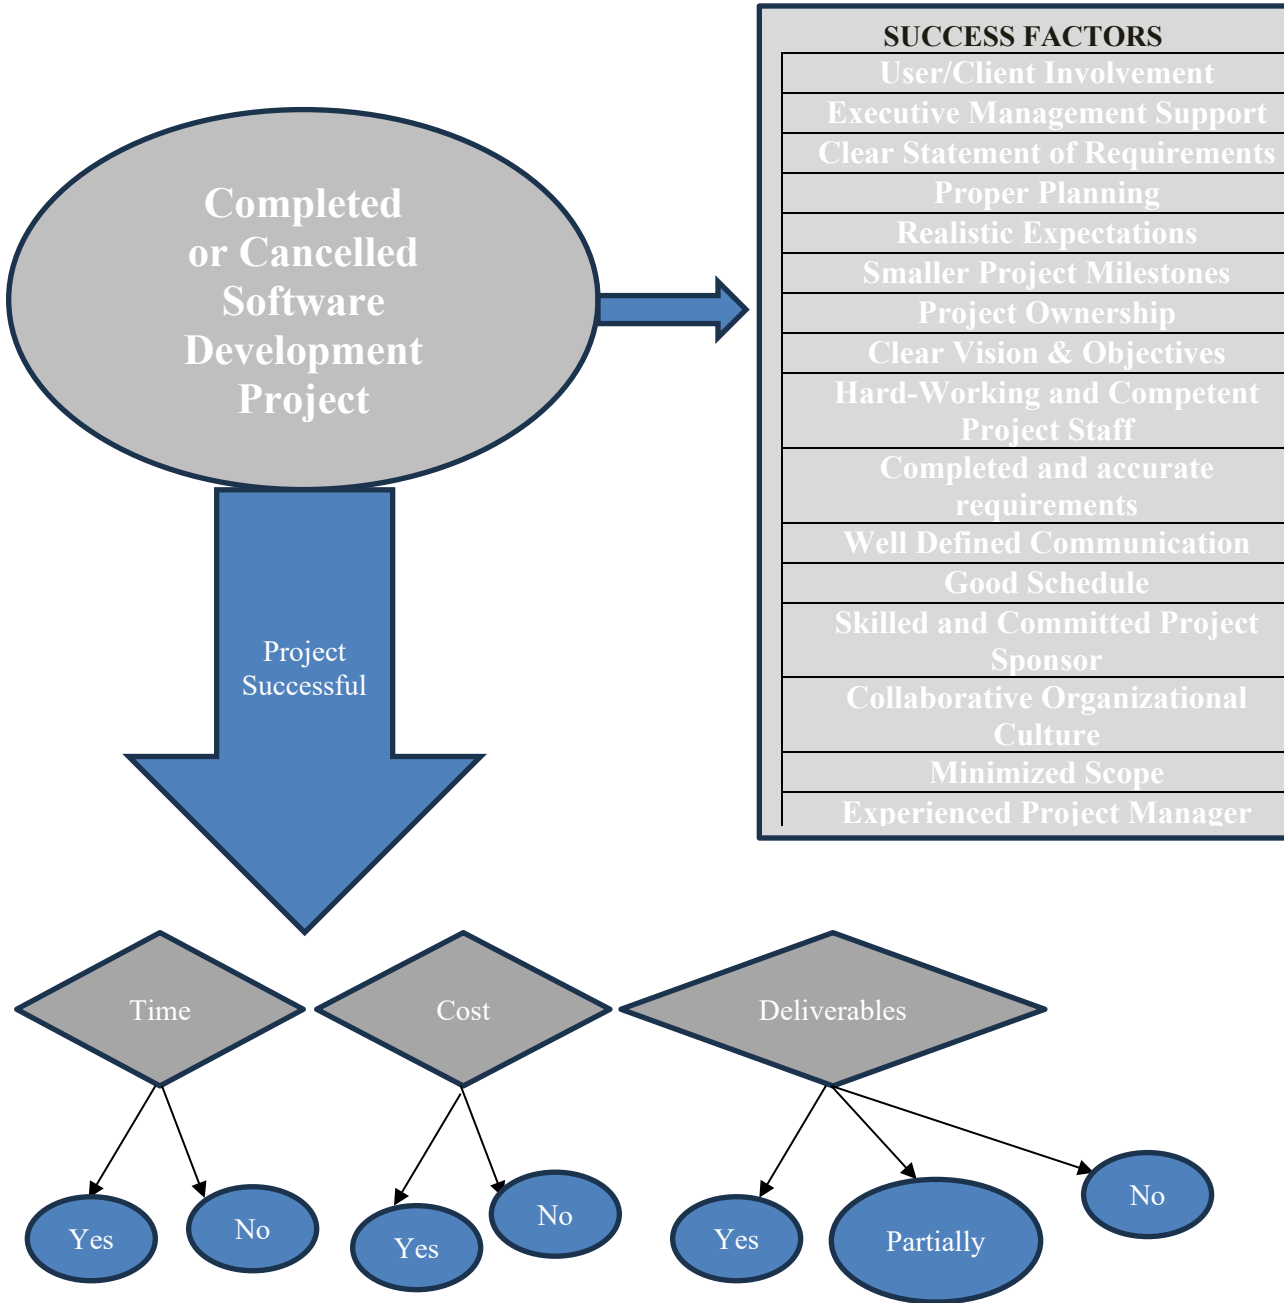 SUCCESS FACTORS
User/Client Involvement
Executive Management Support
Clear Statement of Requirements
Proper Planning
Realistic Expectations
Smaller Project Milestones
Project Ownership
Clear Vision & Objectives
Hard-Working and Competent
Project Staff
Completed and accurate
requirements
Well Defined Communication
Good Schedule
Skilled and Committed Project
Sponsor
Collaborative Organizational
Culture
Minimized Scope
Experienced Project Manager
Completed
or Cancelled
Software
Development
Project
Project
Successful
Time
Cost
Deliverables
Yes
No
Yes
No
Yes
Partially
No